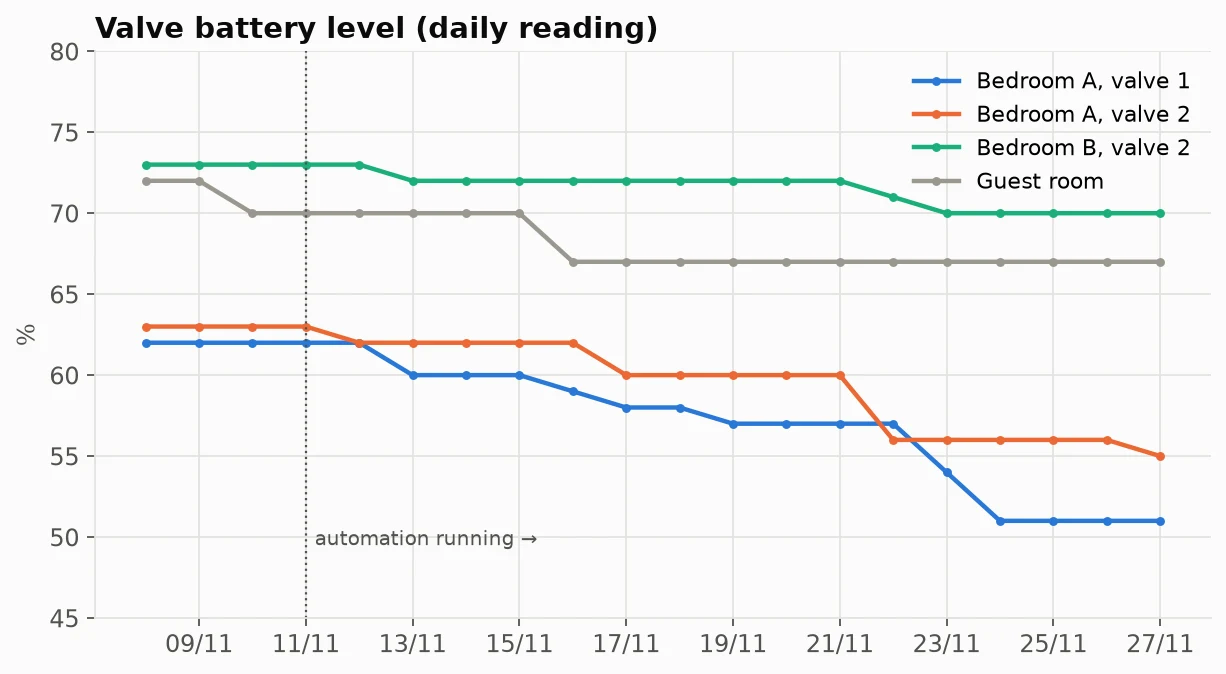 Valve battery level (daily reading)
80
75
70
65
60
55
50
45
%
Bedroom A, valve 1
Bedroom A, valve 2
Bedroom B, valve 2
Guest room
automation running →
09/11 11/11 13/11 15/11 17/11 19/11 21/11 23/11 25/11 27/11